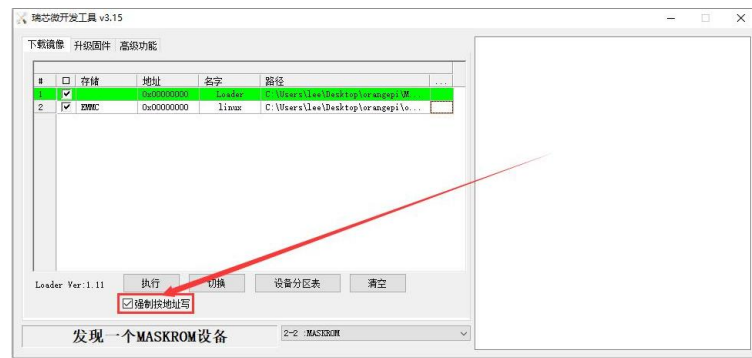 瑞芯微开发工具 v3.15
下载镜像 升级固件 高级功能
# 存储 地址 名字 路径 ...
1 0x00000000 Loader C:\Users\lee\Desktop\orangepi\M
2 EMMC 0x00000000 linux C:\Users\lee\Desktop\orangepi\o...
Loader Ver:1.11 执行 切换 设备分区表 清空
强制按地址写
发现一个MASKROM设备 2-2 :MASKROM